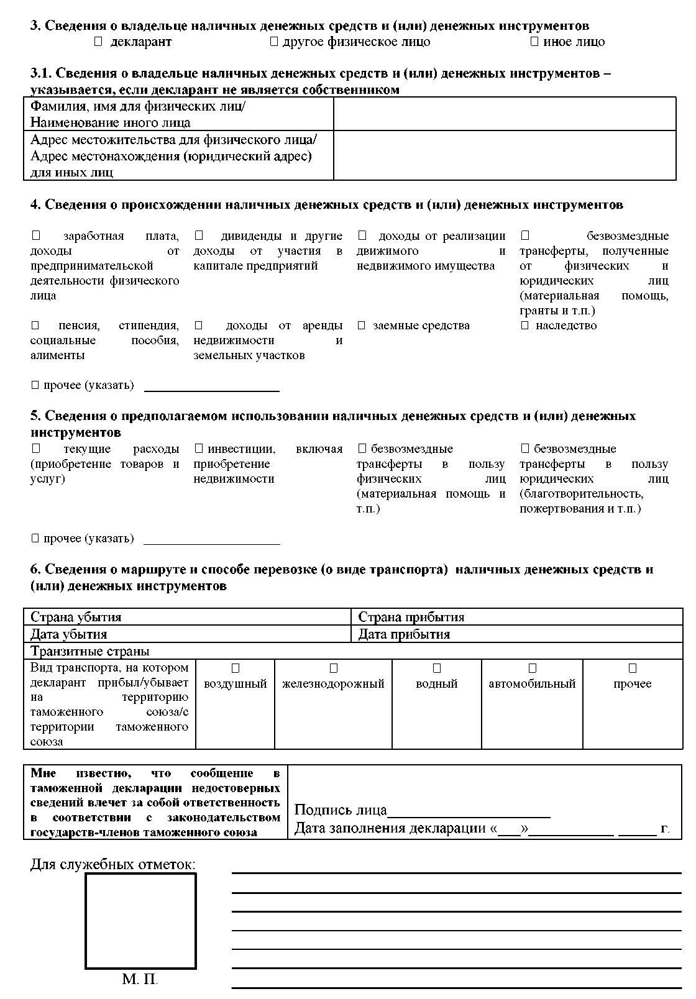 3. Сведения о владельце наличных денежных средств и (или) денежных инструментов
декларант другое физическое лицо иное лицо
3.1. Сведения о владельце наличных денежных средств и (или) денежных инструментов –
указывается, если декларант не является собственником
Фамилия, имя для физических лиц/
Наименование иного лица
Адрес местожительства для физического лица/
Адрес местонахождения (юридический адрес)
для иных лиц
4. Сведения о происхождении наличных денежных средств и (или) денежных инструментов
заработная плата,
доходы от
предпринимательской
деятельности физического
лица
дивиденды и другие
доходы от участия в
капитале предприятий
доходы от реализации
движимого и
недвижимого имущества
безвозмездные
трансферты, полученные
от физических и
юридических лиц
(материальная помощь,
гранты и т.п.)
пенсия, стипендия,
социальные пособия,
алименты
доходы от аренды
недвижимости и
земельных участков
заемные средства
наследство
прочее (указать) ____________________
5. Сведения о предполагаемом использовании наличных денежных средств и (или) денежных
инструментов
текущие расходы
(приобретение товаров и
услуг)
инвестиции, включая
приобретение
недвижимости
безвозмездные
трансферты в пользу
физических лиц
(материальная помощь и
т.п.)
безвозмездные
трансферты в пользу
юридических лиц
(благотворительность,
пожертвования и т.п.)
прочее (указать) ____________________
6. Сведения о маршруте и способе перевозке (о виде транспорта) наличных денежных средств и
(или) денежных инструментов
Страна убытия
Страна прибытия
Дата убытия
Дата прибытия
Транзитные страны
Вид транспорта, на котором
декларант прибыл/убывает
на территорию
таможенного союза/с
территории таможенного
союза
воздушный
железнодорожный
водный
автомобильный
прочее
Мне известно, что сообщение в
таможенной декларации недостоверных
сведений влечет за собой ответственность
в соответствии с законодательством
государств-членов таможенного союза
Подпись лица_____________________
Дата заполнения декларации «___»___________ _____ г.
Для служебных отметок:
М. П.